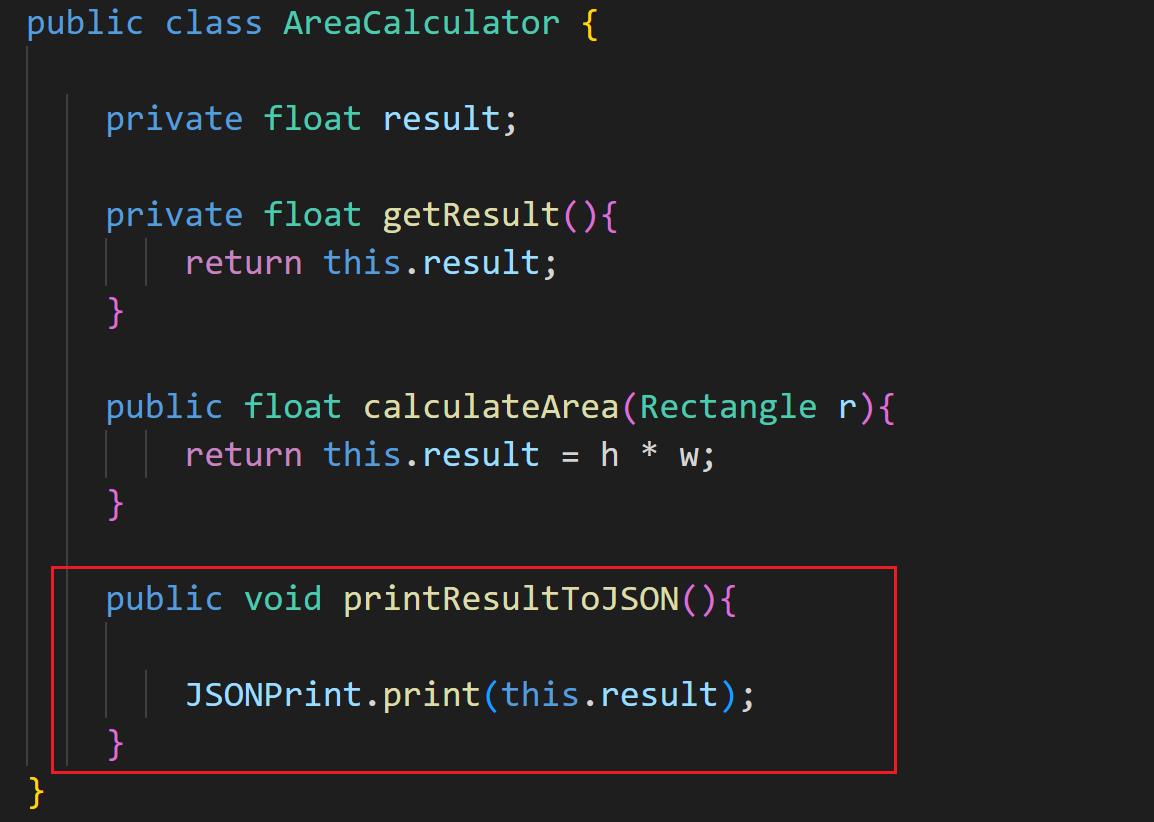 public class AreaCalculator {
private float result;
private float getResult(){
return this.result;
}
public float calculateArea(Rectangle r){
return this.result = h * w;
}
public void printResultToJSON(){
JSONPrint.print(this.result);
}
}